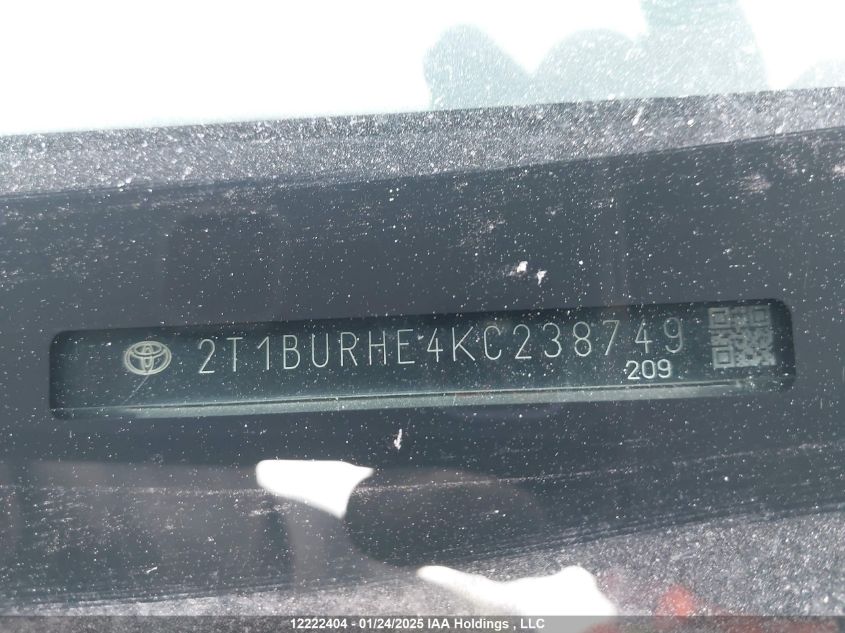 2T1BURHE4KC238749
209
12222404 - 01/24/2025 IAA Holdings , LLC